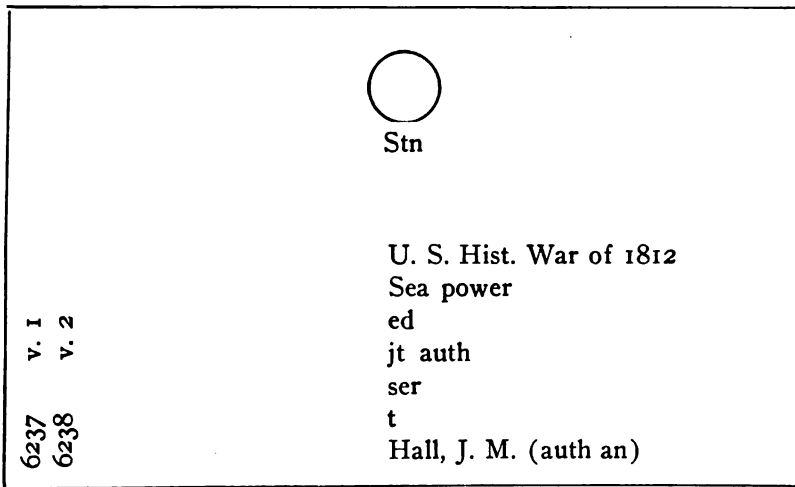 Stn
U. S. Hist. War of 1812
Sea power
ed
jt auth
ser
t
Hall, J. M. (auth an)
6237 v. 1
6238 v. 2